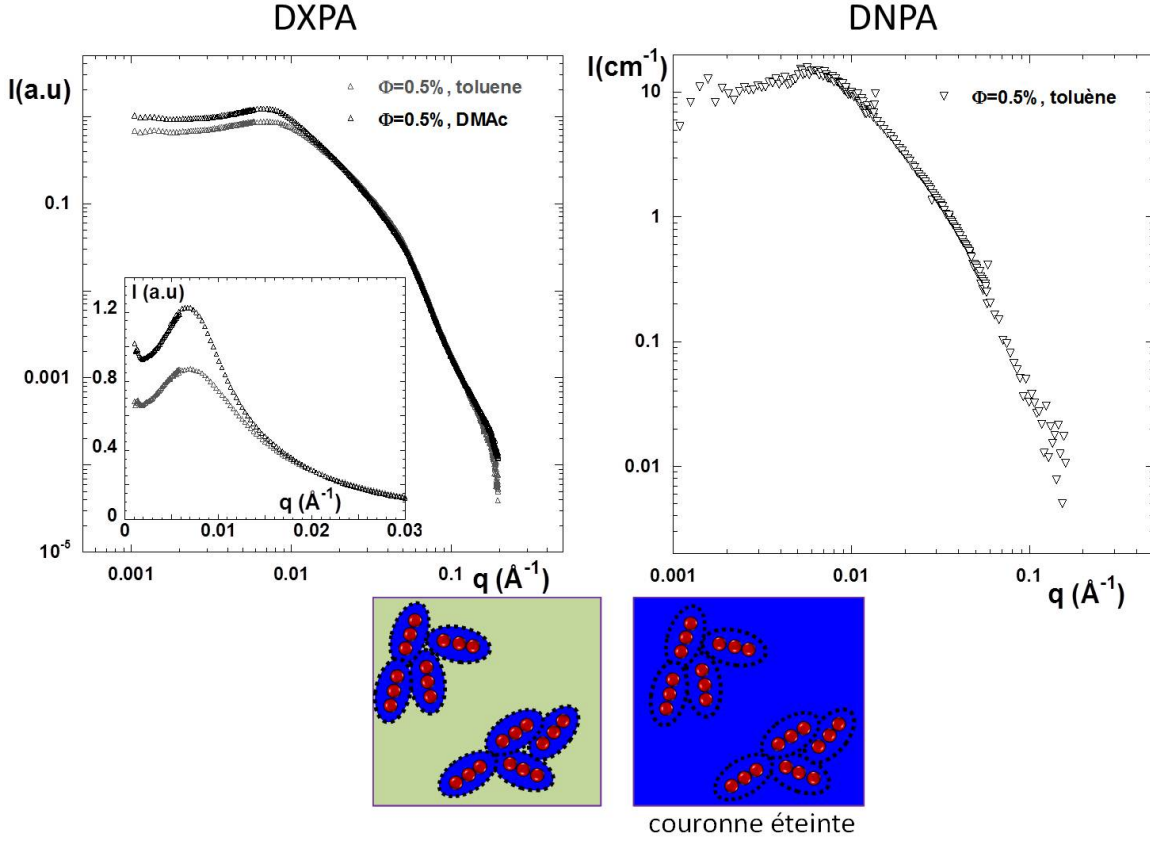 DXPA
I(a.u)
1
0.1
0.001
10-5
0.001
0.01
0.1
q (Å-1)
Φ=0.5% , toluene
Φ=0.5% , DMAc
I (a.u)
1.2
0.8
0.4
0
0
0.01
0.02
0.03
q (Å-1)
DNPA
I(cm-1)
10
1
0.1
0.01
0.001
0.01
0.1
q (Å-1)
Φ=0.5% , toluène
couronne éteinte